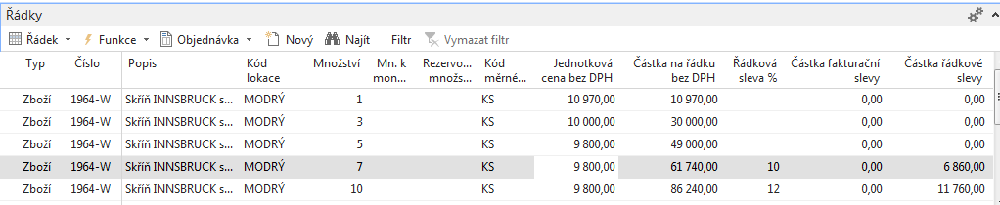 Řádky
Řádek Funkce Objednávka Nový Najít Filtr Vymazat filtr
Typ Číslo Popis Kód lokace Množství Mn. k mon... Rezervo... množs... Kód měrné... Jednotková cena bez DPH Částka na řádku bez DPH Řádková sleva % Částka fakturační slevy Částka řádkové slevy
Zboží 1964-W Skříň INNSBRUCK s... MODRÝ 1 KS 10 970,00 10 970,00 0,00 0,00
Zboží 1964-W Skříň INNSBRUCK s... MODRÝ 3 KS 10 000,00 30 000,00 0,00 0,00
Zboží 1964-W Skříň INNSBRUCK s... MODRÝ 5 KS 9 800,00 49 000,00 0,00 0,00
Zboží 1964-W Skříň INNSBRUCK s... MODRÝ 7 KS 9 800,00 61 740,00 10 0,00 6 860,00
Zboží 1964-W Skříň INNSBRUCK s... MODRÝ 10 KS 9 800,00 86 240,00 12 0,00 11 760,00